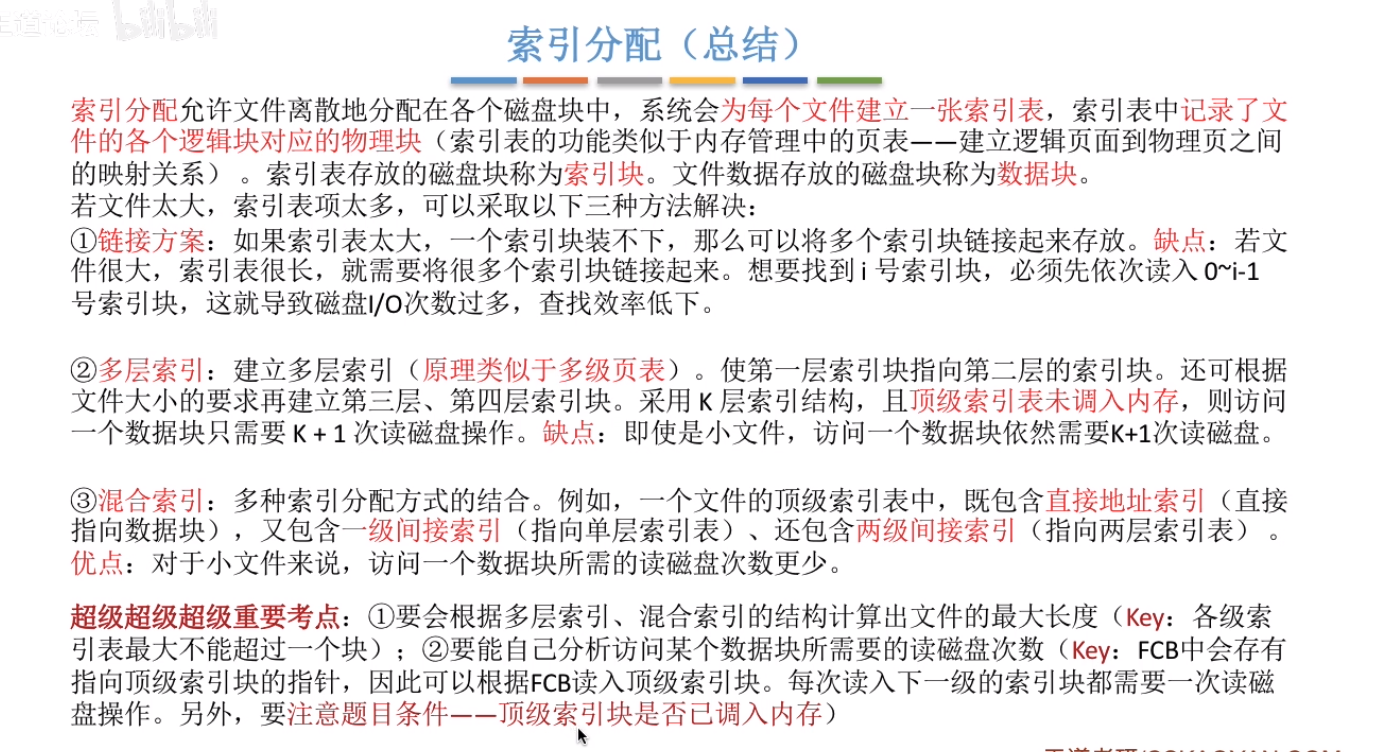 王道论坛 bilibili
索引分配（总结）
索引分配允许文件离散地分配在各个磁盘块中，系统会为每个文件建立一张索引表，索引表中记录了文
件的各个逻辑块对应的物理块（索引表的功能类似于内存管理中的页表——建立逻辑页面到物理页之间
的映射关系）。索引表存放的磁盘块称为索引块。文件数据存放的磁盘块称为数据块。
若文件太大，索引表项太多，可以采取以下三种方法解决：
①链接方案：如果索引表太大，一个索引块装不下，那么可以将多个索引块链接起来存放。缺点：若文
件很大，索引表很长，就需要将很多个索引块链接起来。想要找到 i 号索引块，必须先依次读入 0~i-1
号索引块，这就导致磁盘I/O次数过多，查找效率低下。
②多层索引：建立多层索引（原理类似于多级页表）。使第一层索引块指向第二层的索引块。还可根据
文件大小的要求再建立第三层、第四层索引块。采用 K 层索引结构，且顶级索引表未调入内存，则访问
一个数据块只需要 K + 1 次读磁盘操作。缺点：即使是小文件，访问一个数据块依然需要K+1次读磁盘。
③混合索引：多种索引分配方式的结合。例如，一个文件的顶级索引表中，既包含直接地址索引（直接
指向数据块），又包含一级间接索引（指向单层索引表）、还包含两级间接索引（指向两层索引表）。
优点：对于小文件来说，访问一个数据块所需的读磁盘次数更少。
超级超级超级重要考点：①要会根据多层索引、混合索引的结构计算出文件的最大长度（Key：各级索
引表最大不能超过一个块）；②要能自己分析访问某个数据块所需要的读磁盘次数（Key：FCB中会存有
指向顶级索引块的指针，因此可以根据FCB读入顶级索引块。每次读入下一级的索引块都需要一次读磁
盘操作。另外，要注意题目条件——顶级索引块是否已调入内存）